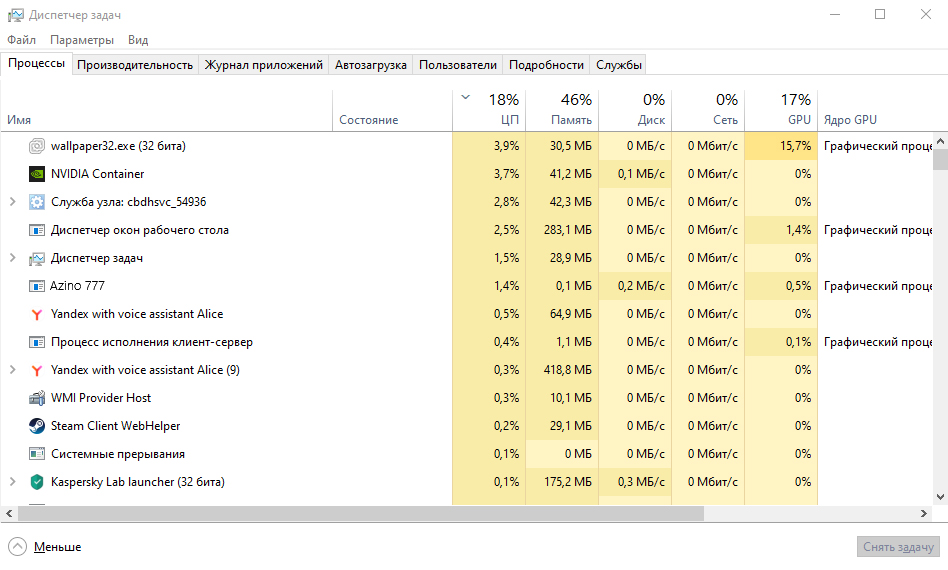 Диспетчер задач
Файл Параметры Вид
Процессы Производительность Журнал приложений Автозагрузка Пользователи Подробности Службы
18% 46% 0% 0% 17%
Имя Состояние ЦП Память Диск Сеть GPU Ядро GPU
wallpaper32.exe (32 бита) 3,9% 30,5 МБ 0 МБ/с 0 Мбит/с 15,7% Графический проце
NVIDIA Container 3,7% 41,2 МБ 0,1 МБ/с 0 Мбит/с 0%
Служба узла: cbdhsvc_54936 2,8% 42,3 МБ 0 МБ/с 0 Мбит/с 0%
Диспетчер окон рабочего стола 2,5% 283,1 МБ 0 МБ/с 0 Мбит/с 1,4% Графический проце
Диспетчер задач 1,5% 28,9 МБ 0 МБ/с 0 Мбит/с 0%
Azino 777 1,4% 0,1 МБ 0,2 МБ/с 0 Мбит/с 0,5% Графический проце
Yandex with voice assistant Alice 0,5% 64,9 МБ 0 МБ/с 0 Мбит/с 0%
Процесс исполнения клиент-сервер 0,4% 1,1 МБ 0 МБ/с 0 Мбит/с 0,1% Графический проце
Yandex with voice assistant Alice (9) 0,3% 418,8 МБ 0 МБ/с 0 Мбит/с 0%
WMI Provider Host 0,3% 10,1 МБ 0 МБ/с 0 Мбит/с 0%
Steam Client WebHelper 0,2% 29,1 МБ 0 МБ/с 0 Мбит/с 0%
Системные прерывания 0,1% 0 МБ 0 МБ/с 0 Мбит/с 0%
Kaspersky Lab launcher (32 бита) 0,1% 175,2 МБ 0,3 МБ/с 0 Мбит/с 0%
Меньше Снять задачу